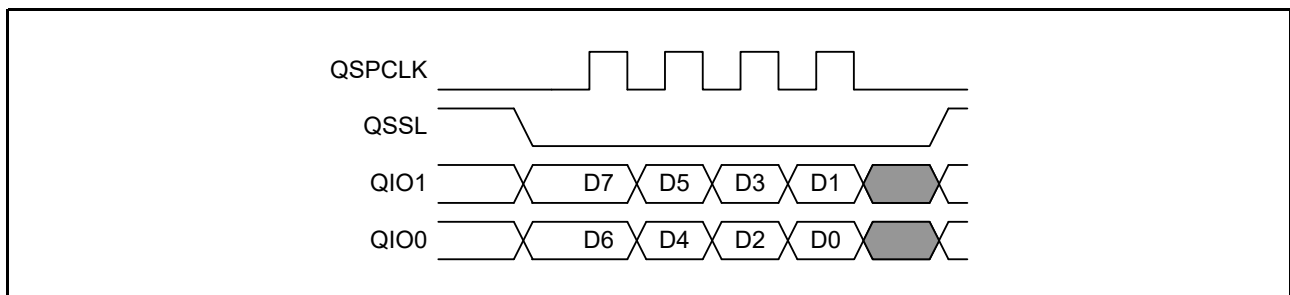 QSPCLK
QSSL
QIO1 D7 D5 D3 D1
QIO0 D6 D4 D2 D0